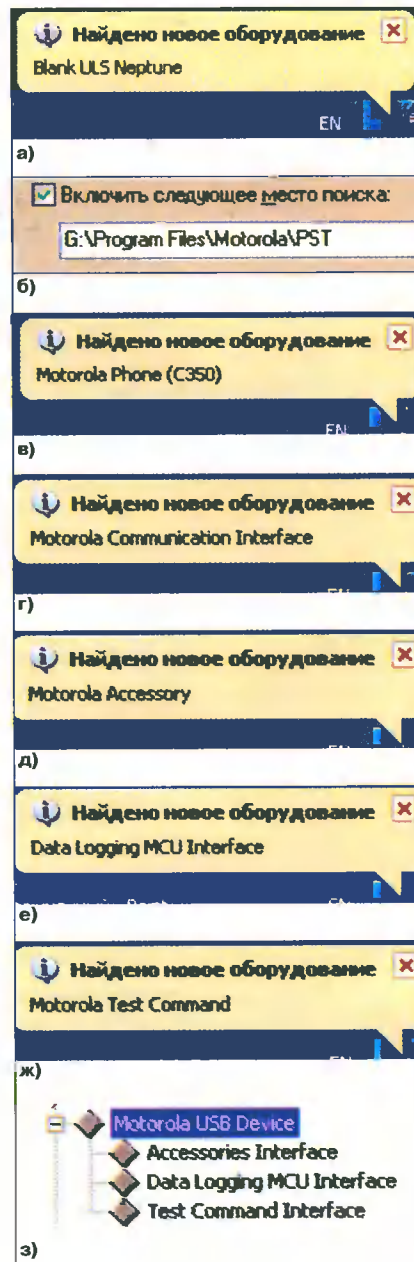 Найдено новое оборудование
Blank ULS Neptune
EN
а)
Включить следующее место поиска:
G:\Program Files\Motorola\PST
б)
Найдено новое оборудование
Motorola Phone (C350)
EN
в)
Найдено новое оборудование
Motorola Communication Interface
г)
Найдено новое оборудование
Motorola Accessory
д)
Найдено новое оборудование
Data Logging MCU Interface
е)
Найдено новое оборудование
Motorola Test Command
ж)
Motorola USB Device
Accessories Interface
Data Logging MCU Interface
Test Command Interface
з)